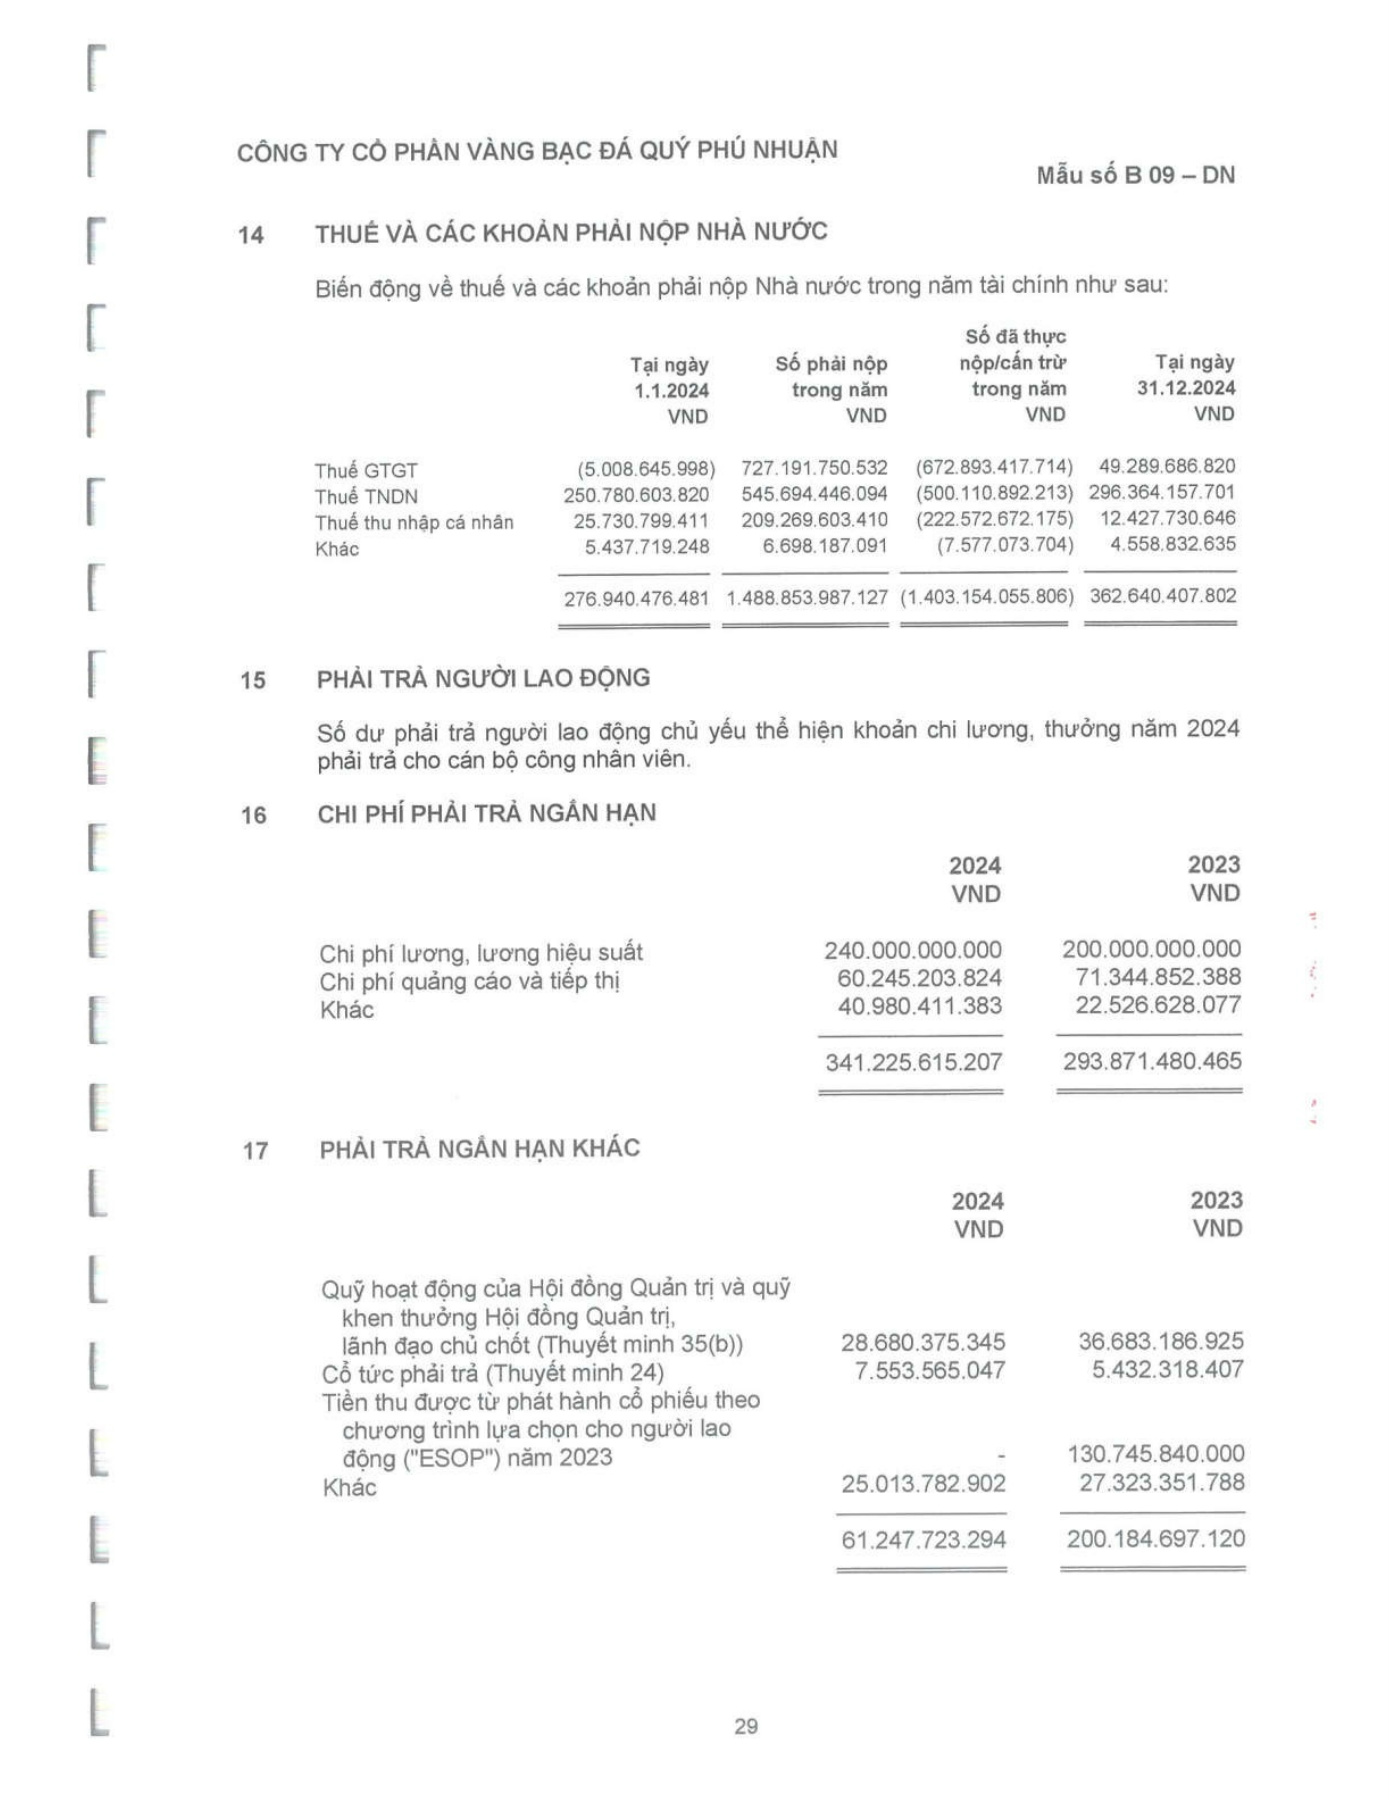 CÔNG TY CỔ PHẦN VÀNG BẠC ĐÁ QUÝ PHÚ NHUẬN
Mẫu số B 09 – DN
14 THUẾ VÀ CÁC KHOẢN PHẢI NỘP NHÀ NƯỚC
Biến động về thuế và các khoản phải nộp Nhà nước trong năm tài chính như sau:
Số đã thực
Tại ngày Số phải nộp nộp/cấn trừ Tại ngày
1.1.2024 trong năm trong năm 31.12.2024
VND VND VND VND
Thuế GTGT (5.008.645.998) 727.191.750.532 (672.893.417.714) 49.289.686.820
Thuế TNDN 250.780.603.820 545.694.446.094 (500.110.892.213) 296.364.157.701
Thuế thu nhập cá nhân 25.730.799.411 209.269.603.410 (222.572.672.175) 12.427.730.646
Khác 5.437.719.248 6.698.187.091 (7.577.073.704) 4.558.832.635
276.940.476.481 1.488.853.987.127 (1.403.154.055.806) 362.640.407.802
15 PHẢI TRẢ NGƯỜI LAO ĐỘNG
Số dư phải trả người lao động chủ yếu thể hiện khoản chi lương, thưởng năm 2024
phải trả cho cán bộ công nhân viên.
16 CHI PHÍ PHẢI TRẢ NGẮN HẠN
2024 2023
VND VND
Chi phí lương, lương hiệu suất 240.000.000.000 200.000.000.000
Chi phí quảng cáo và tiếp thị 60.245.203.824 71.344.852.388
Khác 40.980.411.383 22.526.628.077
341.225.615.207 293.871.480.465
17 PHẢI TRẢ NGẮN HẠN KHÁC
2024 2023
VND VND
Quỹ hoạt động của Hội đồng Quản trị và quỹ
khen thưởng Hội đồng Quản trị,
lãnh đạo chủ chốt (Thuyết minh 35(b)) 28.680.375.345 36.683.186.925
Cổ tức phải trả (Thuyết minh 24) 7.553.565.047 5.432.318.407
Tiền thu được từ phát hành cổ phiếu theo
chương trình lựa chọn cho người lao
động ("ESOP") năm 2023 - 130.745.840.000
Khác 25.013.782.902 27.323.351.788
61.247.723.294 200.184.697.120
29